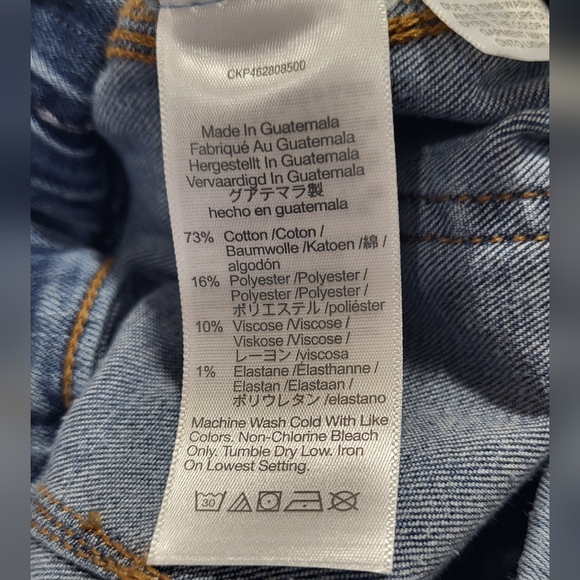 CKP462808500
DUE TO THIS WASH P
Made In Guatemala
Fabriqué Au Guatemala
Hergestellt In Guatemala
Vervaardigd In Guatemala
グアテマラ製
hecho en guatemala
73% Cotton /Coton /
Baumwolle /Katoen /綿 /
algodón
16% Polyester /Polyester /
Polyester /Polyester /
ポリエステル /poliéster
10% Viscose /Viscose /
Viskose /Viscose /
レーヨン /viscosa
1% Elastane /Élasthanne /
Elastan /Elastaan /
ポリウレタン /elastano
Machine Wash Cold With Like
Colors. Non-Chlorine Bleach
Only. Tumble Dry Low. Iron
On Lowest Setting.
30